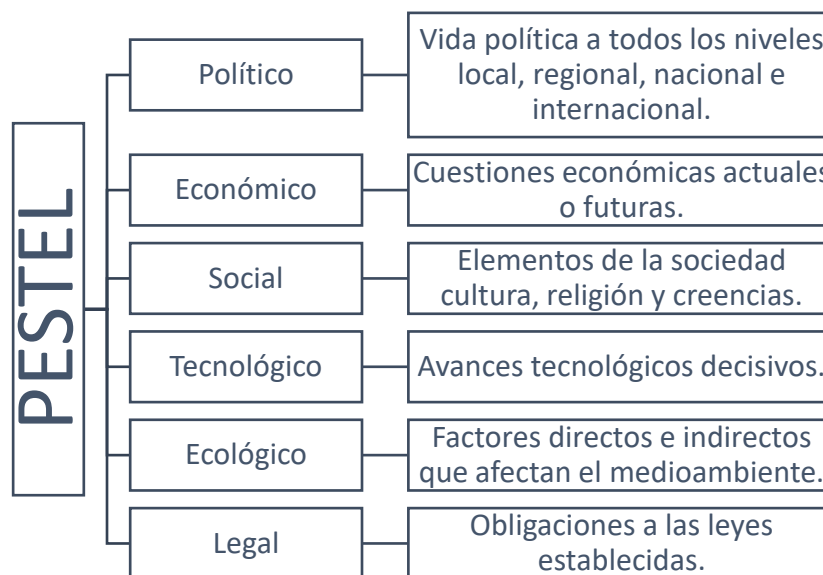 PESTEL
Político
Vida política a todos los niveles
local, regional, nacional e
internacional.
Económico
Cuestiones económicas actuales
o futuras.
Social
Elementos de la sociedad
cultura, religión y creencias.
Tecnológico
Avances tecnológicos decisivos.
Ecológico
Factores directos e indirectos
que afectan el medioambiente.
Legal
Obligaciones a las leyes
establecidas.